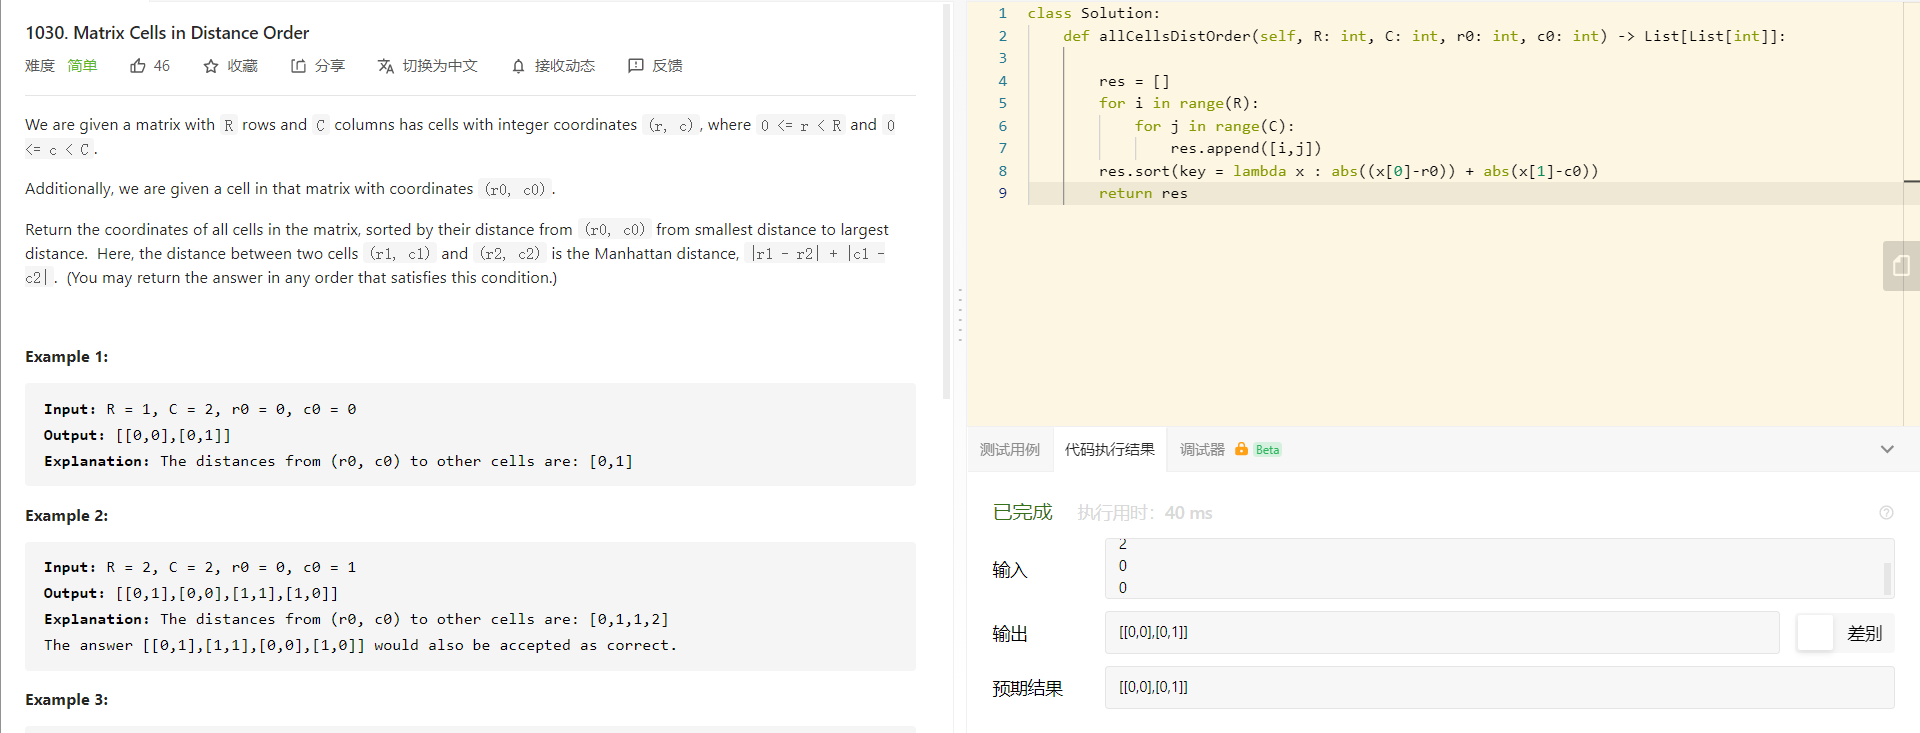 1030. Matrix Cells in Distance Order
难度 简单 46 收藏 分享 切换为中文 接收动态 反馈
We are given a matrix with R rows and C columns has cells with integer coordinates (r, c), where 0 <= r < R and 0
<= c < C.
Additionally, we are given a cell in that matrix with coordinates (r0, c0).
Return the coordinates of all cells in the matrix, sorted by their distance from (r0, c0) from smallest distance to largest
distance. Here, the distance between two cells (r1, c1) and (r2, c2) is the Manhattan distance, |r1 - r2| + |c1 -
c2|. (You may return the answer in any order that satisfies this condition.)
Example 1:
Input: R = 1, C = 2, r0 = 0, c0 = 0
Output: [[0,0],[0,1]]
Explanation: The distances from (r0, c0) to other cells are: [0,1]
Example 2:
Input: R = 2, C = 2, r0 = 0, c0 = 1
Output: [[0,1],[0,0],[1,1],[1,0]]
Explanation: The distances from (r0, c0) to other cells are: [0,1,1,2]
The answer [[0,1],[1,1],[0,0],[1,0]] would also be accepted as correct.
Example 3:
1 class Solution:
2 def allCellsDistOrder(self, R: int, C: int, r0: int, c0: int) -> List[List[int]]:
3
4 res = []
5 for i in range(R):
6 for j in range(C):
7 res.append([i,j])
8 res.sort(key = lambda x : abs((x[0]-r0)) + abs(x[1]-c0))
9 return res
测试用例 代码执行结果 调试器 Beta
已完成 执行用时: 40 ms
输入
2
0
0
输出 [[0,0],[0,1]] 差别
预期结果 [[0,0],[0,1]]